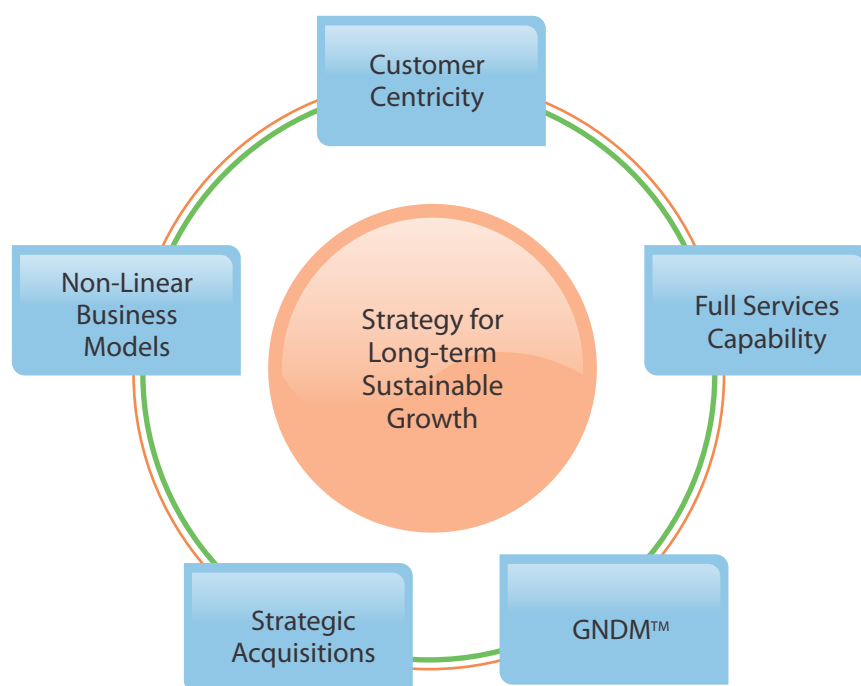 Customer
Centricity
Full Services
Capability
GNDM™
Strategic
Acquisitions
Non-Linear
Business
Models
Strategy for
Long-term
Sustainable
Growth